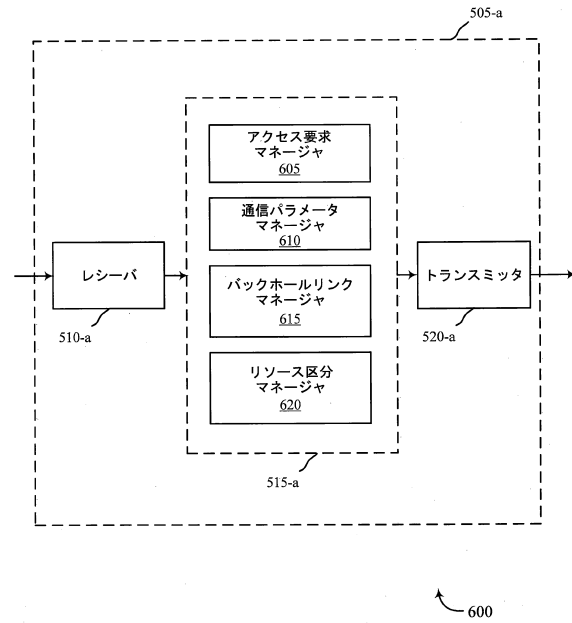 505-a
アクセス要求
マネージャ
605
通信パラメータ
マネージャ
610
レシーバ
510-a
バックホールリンク
マネージャ
615
リソース区分
マネージャ
620
515-a
トランスミッタ
520-a
600